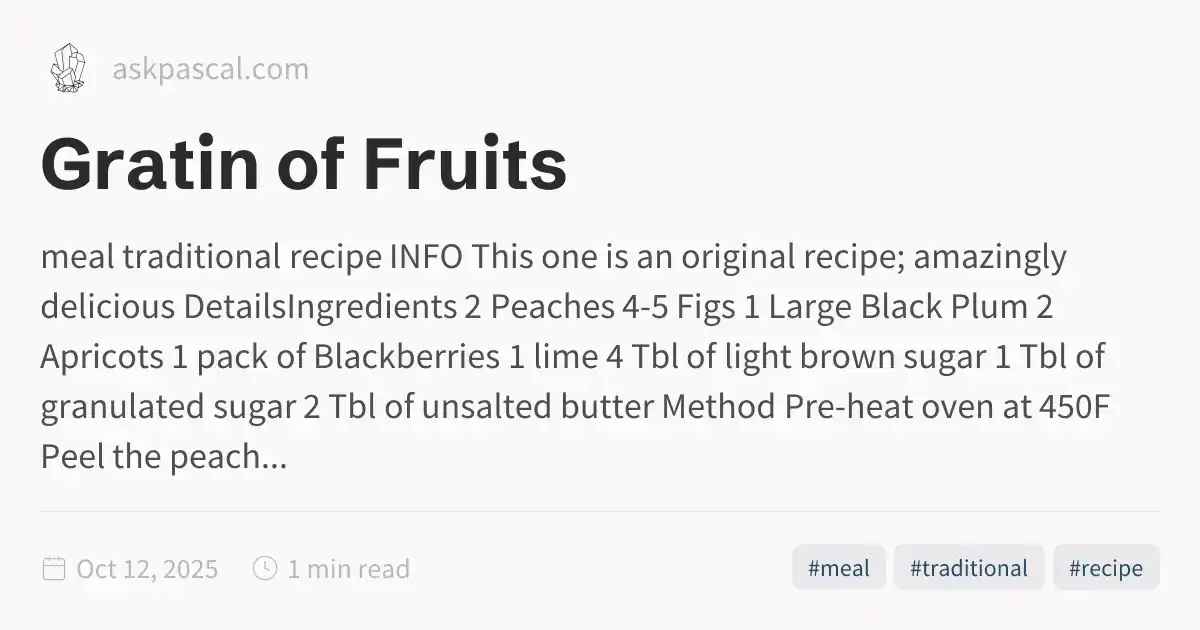 askpascal.com
Gratin of Fruits
meal traditional recipe INFO This one is an original recipe; amazingly
delicious DetailsIngredients 2 Peaches 4-5 Figs 1 Large Black Plum 2
Apricots 1 pack of Blackberries 1 lime 4 Tbl of light brown sugar 1 Tbl of
granulated sugar 2 Tbl of unsalted butter Method Pre-heat oven at 450F
Peel the peach...
Oct 12, 2025 1 min read #meal #traditional #recipe